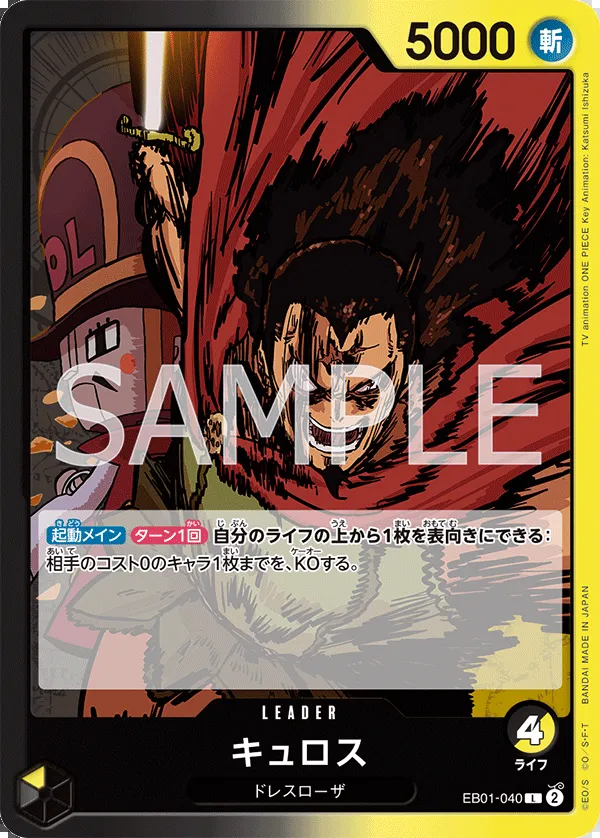 5000 斬
TV animation ONE PIECE Key Animation: Katsumi Ishizuka
OL
SAMPLE
起動メイン ターン1回 自分のライフの上から1枚を表向きにできる：
相手のコスト0のキャラ1枚までを、KOする。
LEADER
キュロス
4
ライフ
ドレスローザ
EB01-040 L 2
©E.O/S ©O/S・F・T BANDAI MADE IN JAPAN